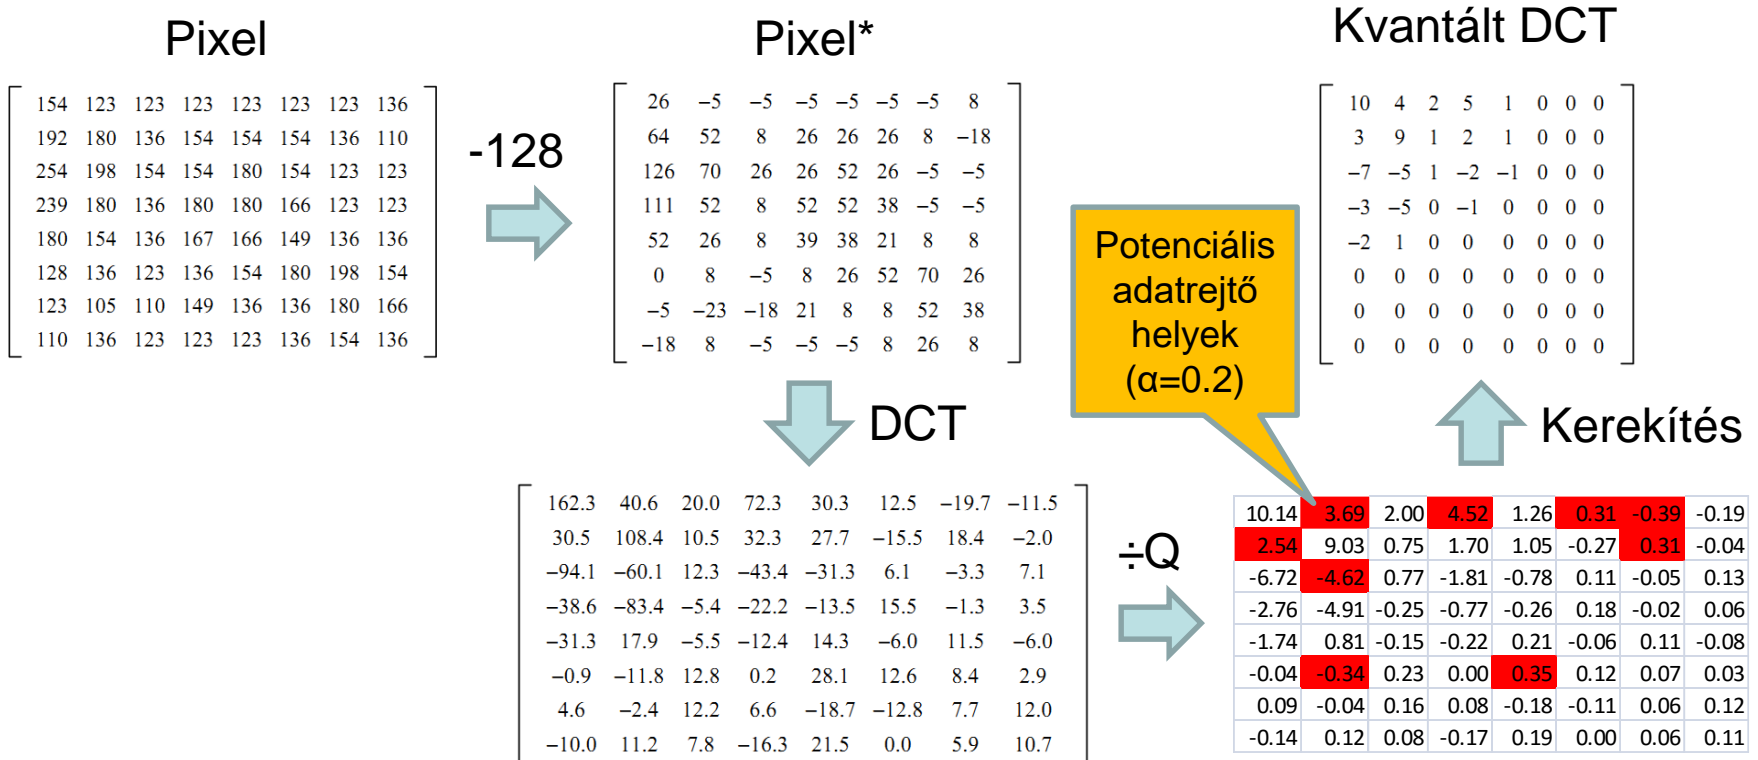 Pixel
154 123 123 123 123 123 123 136
192 180 136 154 154 154 136 110
254 198 154 154 180 154 123 123
239 180 136 180 180 166 123 123
180 154 136 167 166 149 136 136
128 136 123 136 154 180 198 154
123 105 110 149 136 136 180 166
110 136 123 123 123 136 154 136
-128
Pixel*
26 −5 −5 −5 −5 −5 −5 8
64 52 8 26 26 26 8 −18
126 70 26 26 52 26 −5 −5
111 52 8 52 52 38 −5 −5
52 26 8 39 38 21 8 8
0 8 −5 8 26 52 70 26
−5 −23 −18 21 8 8 52 38
−18 8 −5 −5 −5 8 26 8
DCT
162.3 40.6 20.0 72.3 30.3 12.5 −19.7 −11.5
30.5 108.4 10.5 32.3 27.7 −15.5 18.4 −2.0
−94.1 −60.1 12.3 −43.4 −31.3 6.1 −3.3 7.1
−38.6 −83.4 −5.4 −22.2 −13.5 15.5 −1.3 3.5
−31.3 17.9 −5.5 −12.4 14.3 −6.0 11.5 −6.0
−0.9 −11.8 12.8 0.2 28.1 12.6 8.4 2.9
4.6 −2.4 12.2 6.6 −18.7 −12.8 7.7 12.0
−10.0 11.2 7.8 −16.3 21.5 0.0 5.9 10.7
÷Q
Potenciális
adatrejtő
helyek
(α=0.2)
10.14 3.69 2.00 4.52 1.26 0.31 -0.39 -0.19
2.54 9.03 0.75 1.70 1.05 -0.27 0.31 -0.04
-6.72 -4.62 0.77 -1.81 -0.78 0.11 -0.05 0.13
-2.76 -4.91 -0.25 -0.77 -0.26 0.18 -0.02 0.06
-1.74 0.81 -0.15 -0.22 0.21 -0.06 0.11 -0.08
-0.04 -0.34 0.23 0.00 0.35 0.12 0.07 0.03
0.09 -0.04 0.16 0.08 -0.18 -0.11 0.06 0.12
-0.14 0.12 0.08 -0.17 0.19 0.00 0.06 0.11
Kerekítés
Kvantált DCT
10 4 2 5 1 0 0 0
3 9 1 2 1 0 0 0
−7 −5 1 −2 −1 0 0 0
−3 −5 0 −1 0 0 0 0
−2 1 0 0 0 0 0 0
0 0 0 0 0 0 0 0
0 0 0 0 0 0 0 0
0 0 0 0 0 0 0 0